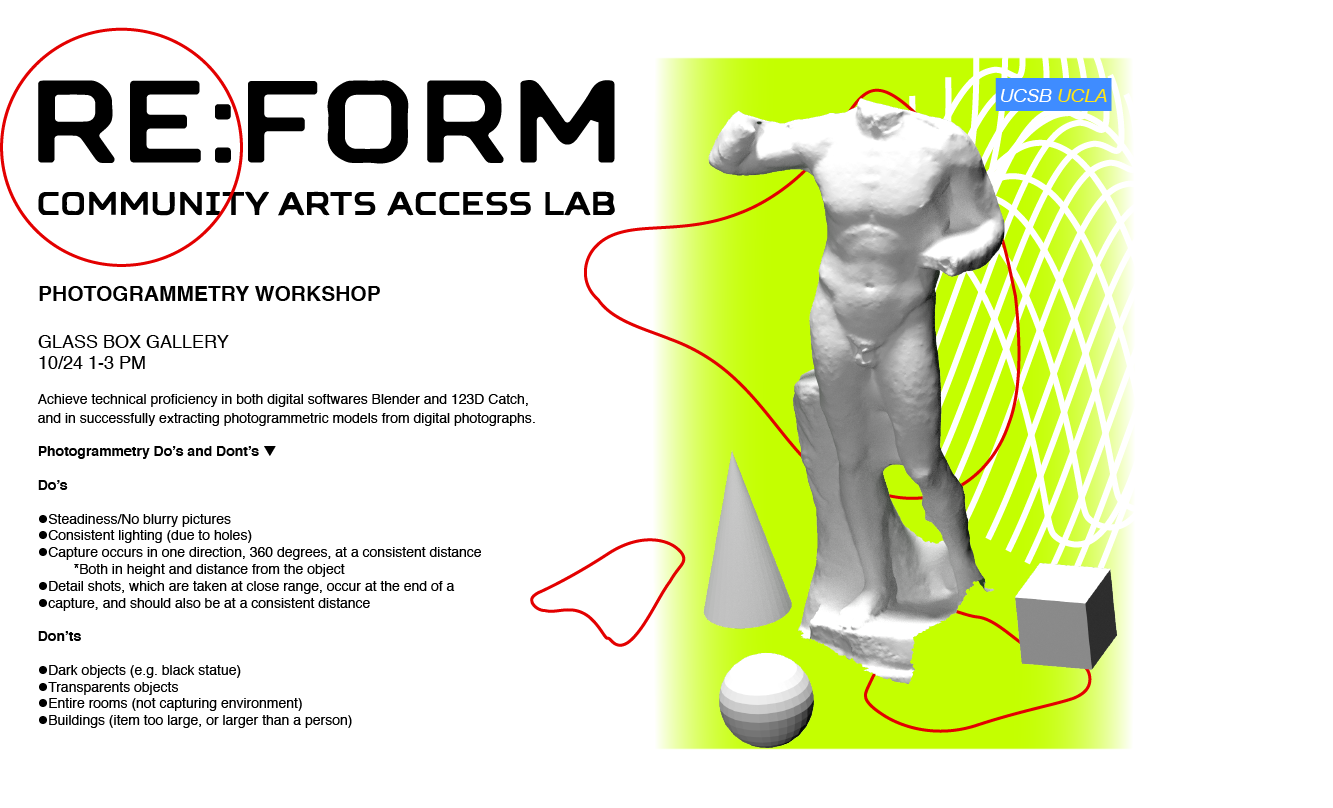 RE:FORM
COMMUNITY ARTS ACCESS LAB
UCSB UCLA
PHOTOGRAMMETRY WORKSHOP
GLASS BOX GALLERY
10/24 1-3 PM
Achieve technical proficiency in both digital softwares Blender and 123D Catch,
and in successfully extracting photogrammetric models from digital photographs.
Photogrammetry Do’s and Dont’s ▼
Do’s
●Steadiness/No blurry pictures
●Consistent lighting (due to holes)
●Capture occurs in one direction, 360 degrees, at a consistent distance
*Both in height and distance from the object
●Detail shots, which are taken at close range, occur at the end of a
●capture, and should also be at a consistent distance
Don’ts
●Dark objects (e.g. black statue)
●Transparents objects
●Entire rooms (not capturing environment)
●Buildings (item too large, or larger than a person)